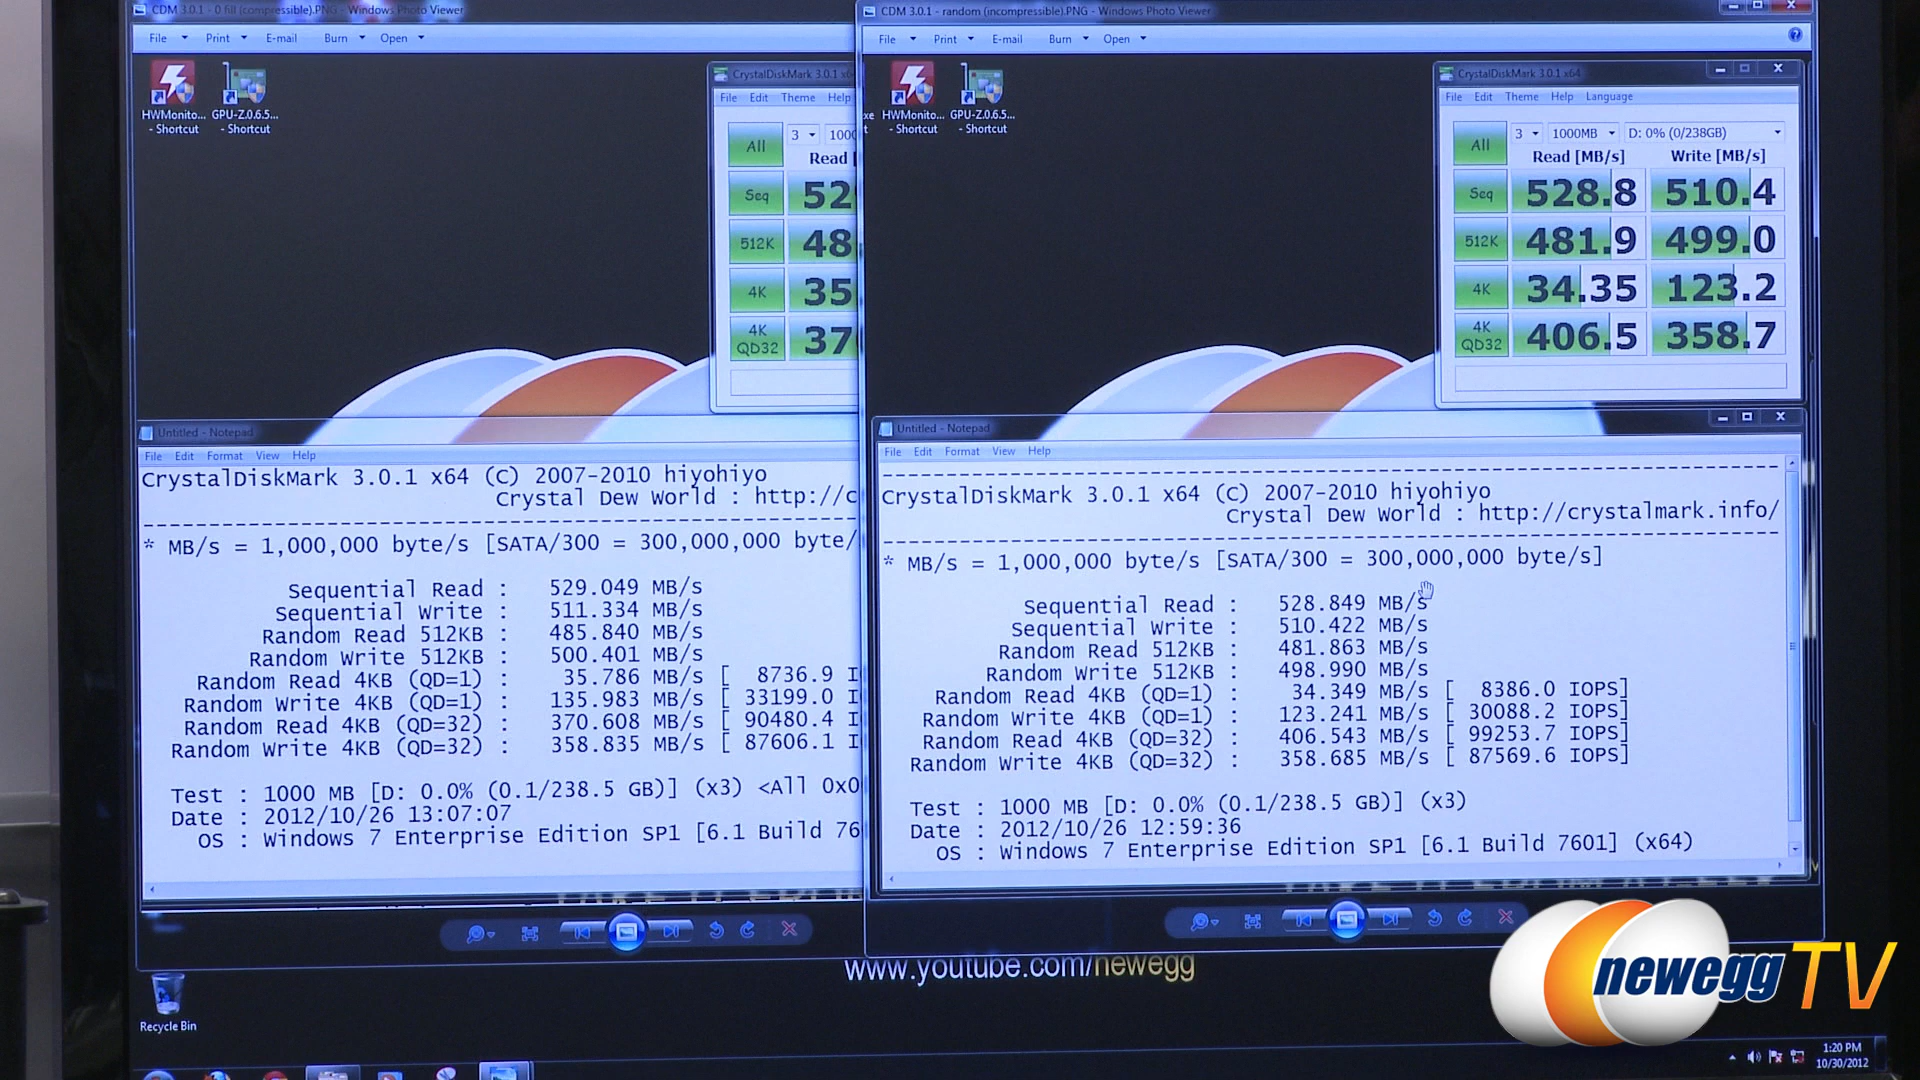 CDM 3.0.1 - 0 fill (compressible).PNG - Windows Photo Viewer
File Print E-mail Burn Open
HWMonito...
- Shortcut
GPU-Z.0.6.5...
- Shortcut
CrystalDiskMark 3.0.1 x6
File Edit Theme Help
All 3 100
Read [
Seq 52
512K 48
4K 35
4K
QD32 37
Untitled - Notepad
File Edit Format View Help
CrystalDiskMark 3.0.1 x64 (C) 2007-2010 hiyohiyo
Crystal Dew World : http://c
* MB/s = 1,000,000 byte/s [SATA/300 = 300,000,000 byte/
Sequential Read : 529.049 MB/s
Sequential Write : 511.334 MB/s
Random Read 512KB : 485.840 MB/s
Random Write 512KB : 500.401 MB/s
Random Read 4KB (QD=1) : 35.786 MB/s [ 8736.9 I
Random Write 4KB (QD=1) : 135.983 MB/s [ 33199.0 I
Random Read 4KB (QD=32) : 370.608 MB/s [ 90480.4 I
Random Write 4KB (QD=32) : 358.835 MB/s [ 87606.1 I
Test : 1000 MB [D: 0.0% (0.1/238.5 GB)] (x3) <All 0x0
Date : 2012/10/26 13:07:07
OS : Windows 7 Enterprise Edition SP1 [6.1 Build 76
CDM 3.0.1 - random (incompressible).PNG - Windows Photo Viewer
File Print E-mail Burn Open
xe
t
HWMonito...
- Shortcut
GPU-Z.0.6.5...
- Shortcut
CrystalDiskMark 3.0.1 x64
File Edit Theme Help Language
All 3 1000MB D: 0% (0/238GB)
Read [MB/s] Write [MB/s]
Seq 528.8 510.4
512K 481.9 499.0
4K 34.35 123.2
4K
QD32 406.5 358.7
Untitled - Notepad
File Edit Format View Help
CrystalDiskMark 3.0.1 x64 (C) 2007-2010 hiyohiyo
Crystal Dew World : http://crystalmark.info/
* MB/s = 1,000,000 byte/s [SATA/300 = 300,000,000 byte/s]
Sequential Read : 528.849 MB/s
Sequential Write : 510.422 MB/s
Random Read 512KB : 481.863 MB/s
Random Write 512KB : 498.990 MB/s
Random Read 4KB (QD=1) : 34.349 MB/s [ 8386.0 IOPS]
Random Write 4KB (QD=1) : 123.241 MB/s [ 30088.2 IOPS]
Random Read 4KB (QD=32) : 406.543 MB/s [ 99253.7 IOPS]
Random Write 4KB (QD=32) : 358.685 MB/s [ 87569.6 IOPS]
Test : 1000 MB [D: 0.0% (0.1/238.5 GB)] (x3)
Date : 2012/10/26 12:59:36
OS : Windows 7 Enterprise Edition SP1 [6.1 Build 7601] (x64)
www.youtube.com/newegg
Recycle Bin
newegg TV
1:20 PM
10/30/2012